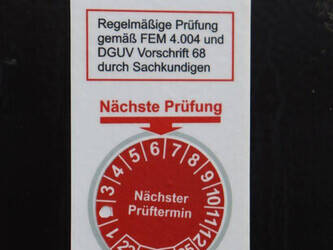 Regelmäßige Prüfung
gemäß FEM 4.004 und
DGUV Vorschrift 68
durch Sachkundigen
Nächste Prüfung
1 2 3 4 5 6 7 8 9 10 11 12
Nächster
Prüftermin